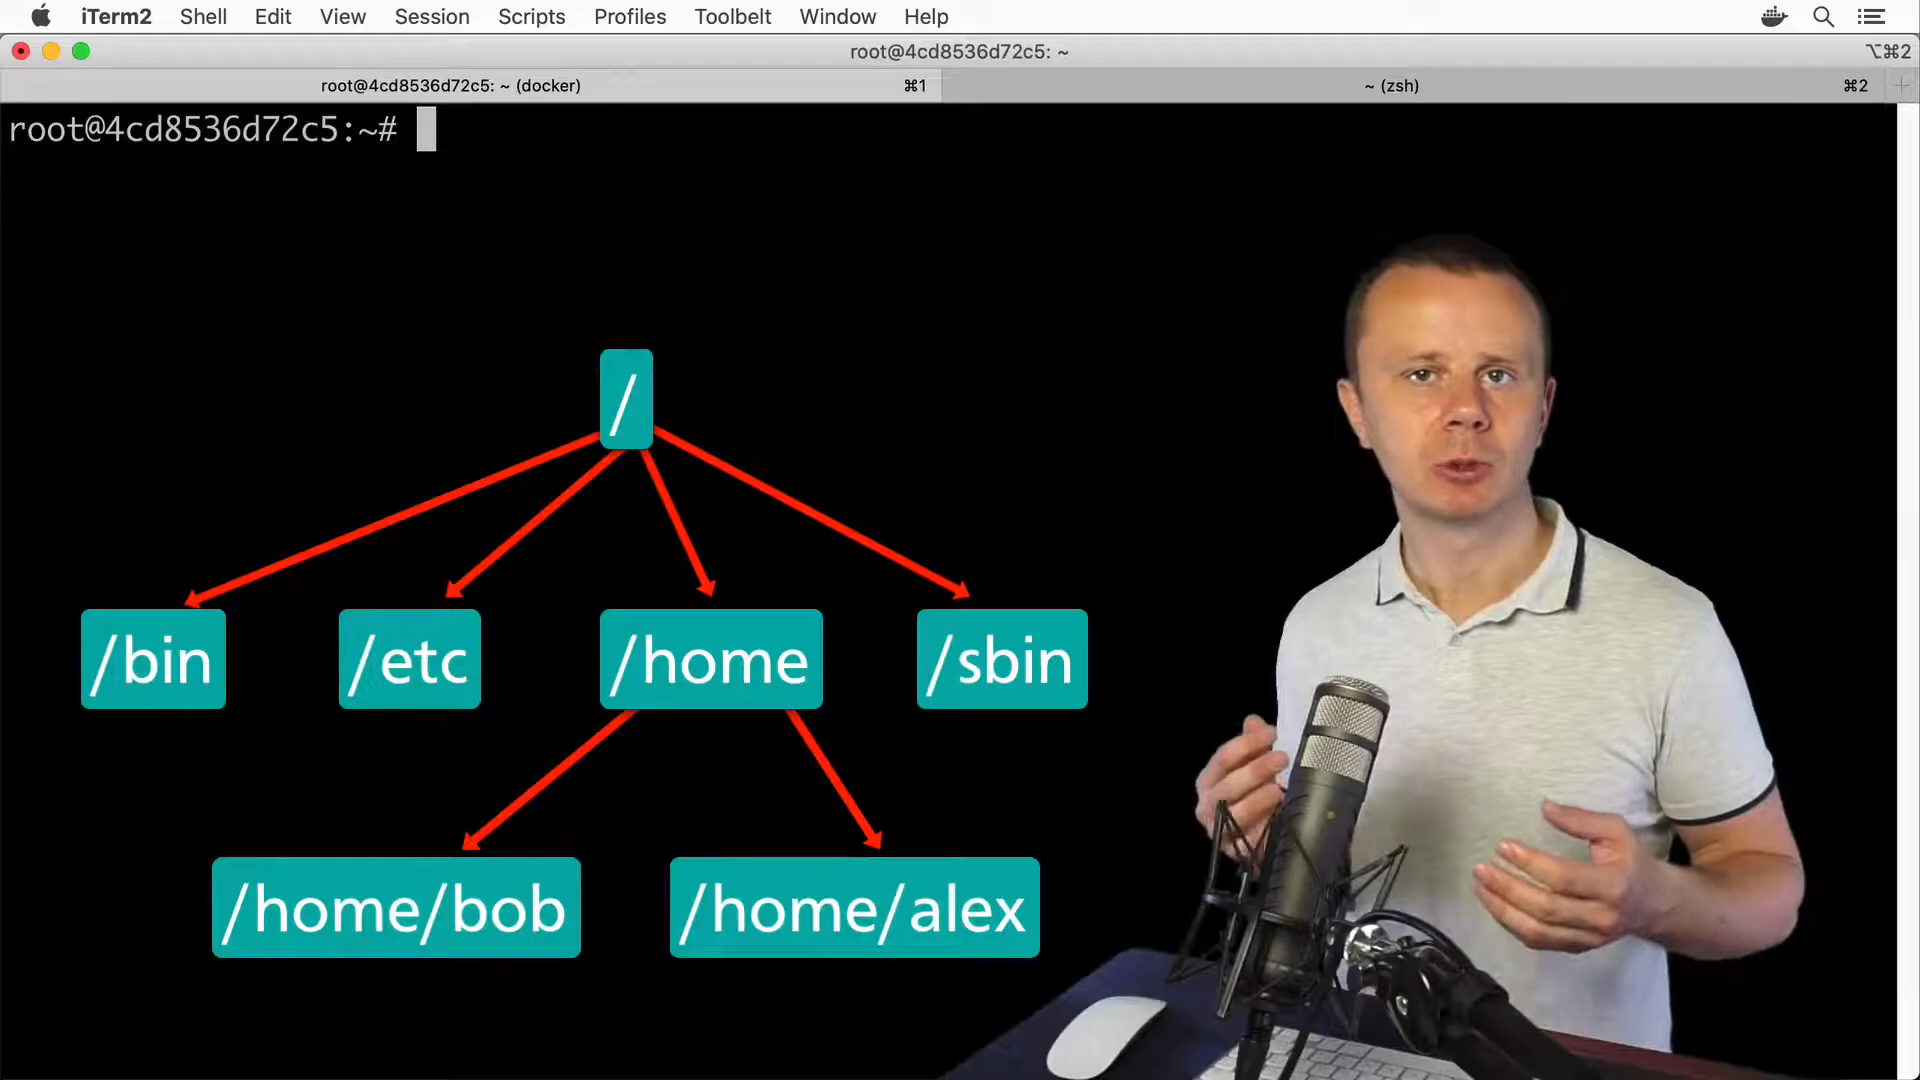 iTerm2 Shell Edit View Session Scripts Profiles Toolbelt Window Help
root@4cd8536d72c5: ~
⌥⌘2
root@4cd8536d72c5: ~ (docker) ⌘1
~ (zsh) ⌘2
root@4cd8536d72c5:~#
/
/bin /etc /home /sbin
/home/bob /home/alex